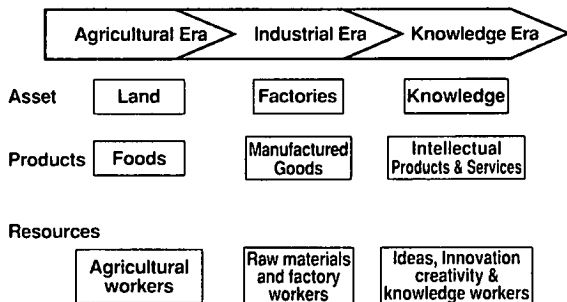 Agricultural Era Industrial Era Knowledge Era
Asset Land Factories Knowledge
Products Foods Manufactured Goods Intellectual Products & Services
Resources
Agricultural workers Raw materials and factory workers Ideas, Innovation creativity & knowledge workers